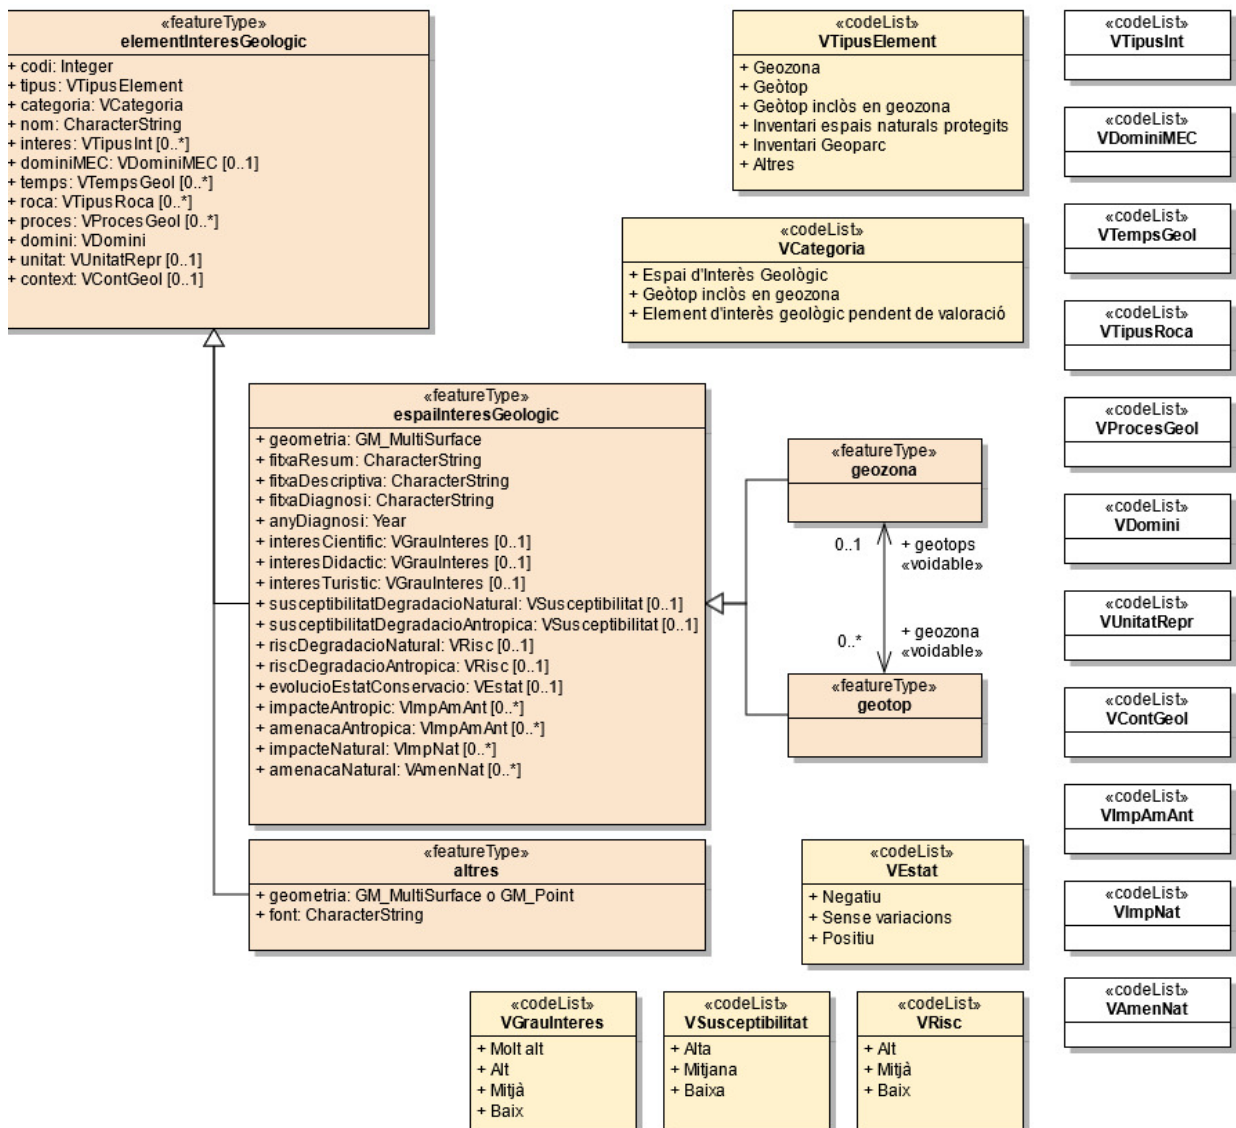 «featureType»
elementInteresGeologic
+ codi: Integer
+ tipus: VTipusElement
+ categoria: VCategoria
+ nom: CharacterString
+ interes: VTipusInt [0..*]
+ dominiMEC: VDominiMEC [0..1]
+ temps: VTempsGeol [0..*]
+ roca: VTipusRoca [0..*]
+ proces: VProcesGeol [0..*]
+ domini: VDomini
+ unitat: VUnitatRepr [0..1]
+ context: VContGeol [0..1]
«codeList»
VTipusElement
+ Geozona
+ Geòtop
+ Geòtop inclòs en geozona
+ Inventari espais naturals protegits
+ Inventari Geoparc
+ Altres
«codeList»
VCategoria
+ Espai d'Interès Geològic
+ Geòtop inclòs en geozona
+ Element d'interès geològic pendent de valoració
«featureType»
espaiInteresGeologic
+ geometria: GM_MultiSurface
+ fitxaResum: CharacterString
+ fitxaDescriptiva: CharacterString
+ fitxaDiagnosi: CharacterString
+ anyDiagnosi: Year
+ interesCientific: VGrauInteres [0..1]
+ interesDidactic: VGrauInteres [0..1]
+ interesTuristic: VGrauInteres [0..1]
+ susceptibilitatDegradacioNatural: VSusceptibilitat [0..1]
+ susceptibilitatDegradacioAntropica: VSusceptibilitat [0..1]
+ riscDegradacioNatural: VRisc [0..1]
+ riscDegradacioAntropica: VRisc [0..1]
+ evolucioEstatConservacio: VEstat [0..1]
+ impacteAntropic: VImpAmAnt [0..*]
+ amenacaAntropica: VImpAmAnt [0..*]
+ impacteNatural: VImpNat [0..*]
+ amenacaNatural: VAmenNat [0..*]
«featureType»
geozona
0..1
+ geotops
«voidable»
0..*
+ geozona
«voidable»
«featureType»
geotop
«featureType»
altres
+ geometria: GM_MultiSurface o GM_Point
+ font: CharacterString
«codeList»
VEstat
+ Negatiu
+ Sense variacions
+ Positiu
«codeList»
VGrauInteres
+ Molt alt
+ Alt
+ Mitjà
+ Baix
«codeList»
VSusceptibilitat
+ Alta
+ Mitjana
+ Baixa
«codeList»
VRisc
+ Alt
+ Mitjà
+ Baix
«codeList»
VTipusInt
«codeList»
VDominiMEC
«codeList»
VTempsGeol
«codeList»
VTipusRoca
«codeList»
VProcesGeol
«codeList»
VDomini
«codeList»
VUnitatRepr
«codeList»
VContGeol
«codeList»
VImpAmAnt
«codeList»
VImpNat
«codeList»
VAmenNat